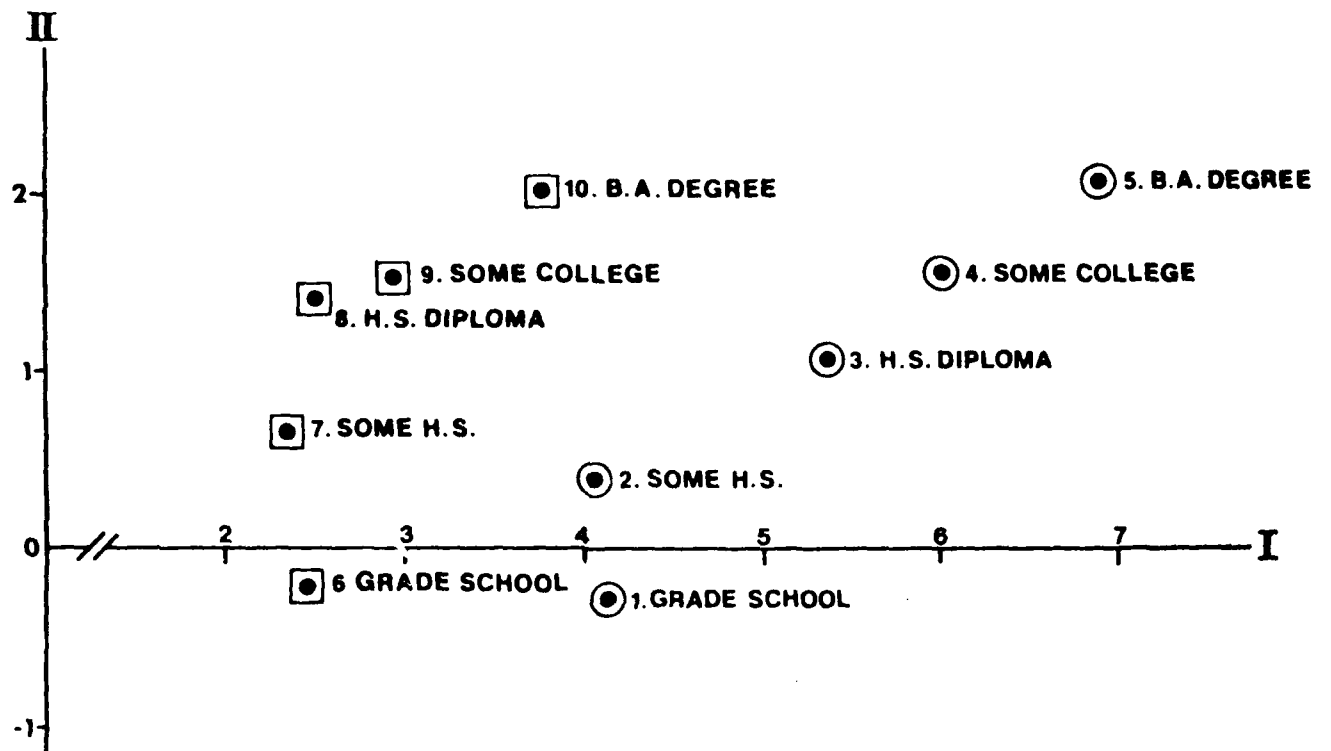 II
2
10. B.A. DEGREE
5. B.A. DEGREE
9. SOME COLLEGE
4. SOME COLLEGE
8. H.S. DIPLOMA
1
3. H.S. DIPLOMA
7. SOME H.S.
2. SOME H.S.
0
2
3
4
5
6
7
I
6 GRADE SCHOOL
1. GRADE SCHOOL
-1